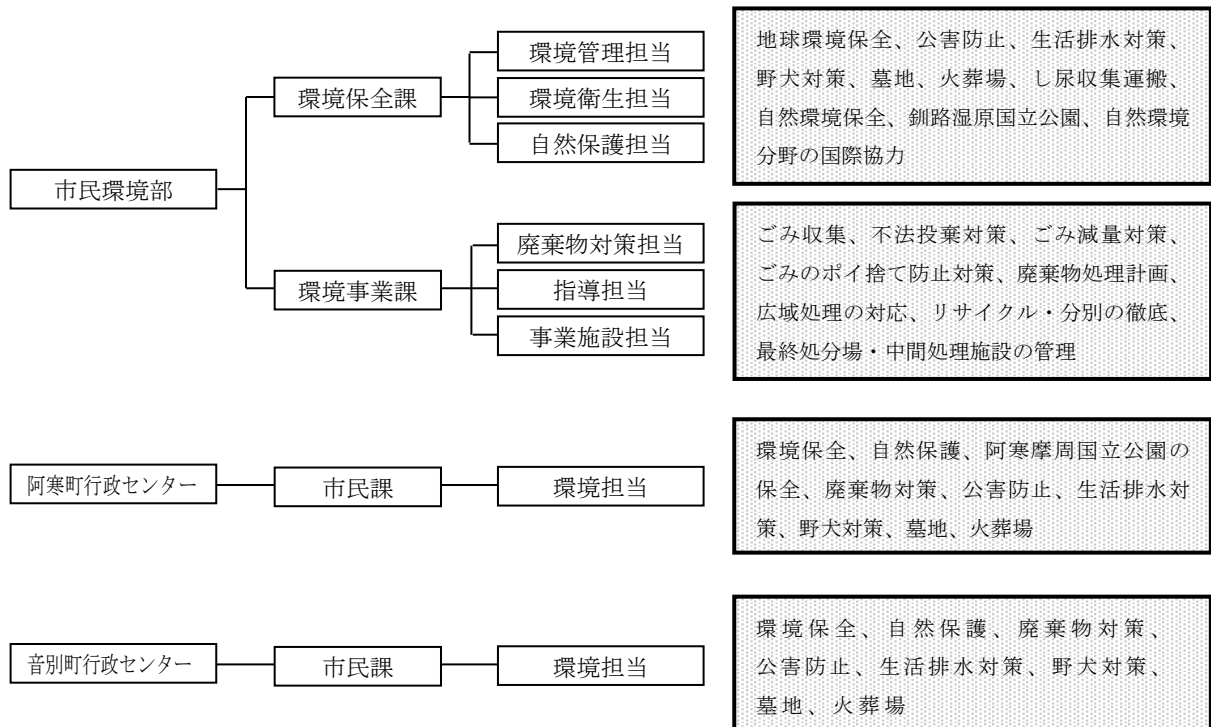 環境管理担当
環境保全課
環境衛生担当
自然保護担当
地球環境保全、公害防止、生活排水対策、
野犬対策、墓地、火葬場、し尿収集運搬、
自然環境保全、釧路湿原国立公園、自然環境
分野の国際協力
市民環境部
廃棄物対策担当
環境事業課
指導担当
事業施設担当
ごみ収集、不法投棄対策、ごみ減量対策、
ごみのポイ捨て防止対策、廃棄物処理計画、
広域処理の対応、リサイクル・分別の徹底、
最終処分場・中間処理施設の管理
阿寒町行政センター
市民課
環境担当
環境保全、自然保護、阿寒摩周国立公園の
保全、廃棄物対策、公害防止、生活排水対
策、野犬対策、墓地、火葬場
音別町行政センター
市民課
環境担当
環境保全、自然保護、廃棄物対策、
公害防止、生活排水対策、野犬対策、
墓地、火葬場